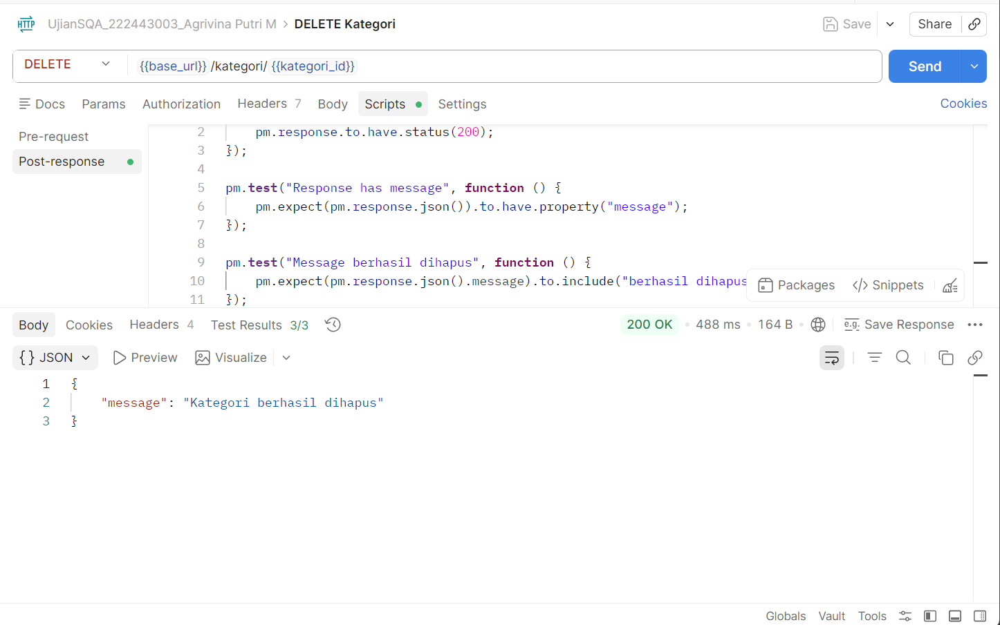 HTTP UjianSQA_222443003_Agrivina Putri M > DELETE Kategori Save Share
DELETE {{base_url}}/kategori/{{kategori_id}} Send
Docs Params Authorization Headers 7 Body Scripts Settings Cookies
Pre-request
Post-response
2 pm.response.to.have.status(200);
3 });
4
5 pm.test("Response has message", function () {
6 pm.expect(pm.response.json()).to.have.property("message");
7 });
8
9 pm.test("Message berhasil dihapus", function () {
10 pm.expect(pm.response.json().message).to.include("berhasil dihapus
11 });
Packages </> Snippets
Body Cookies Headers 4 Test Results 3/3 200 OK • 488 ms • 164 B • e.g. Save Response
{} JSON Preview Visualize
1 {
2 "message": "Kategori berhasil dihapus"
3 }
Globals Vault Tools